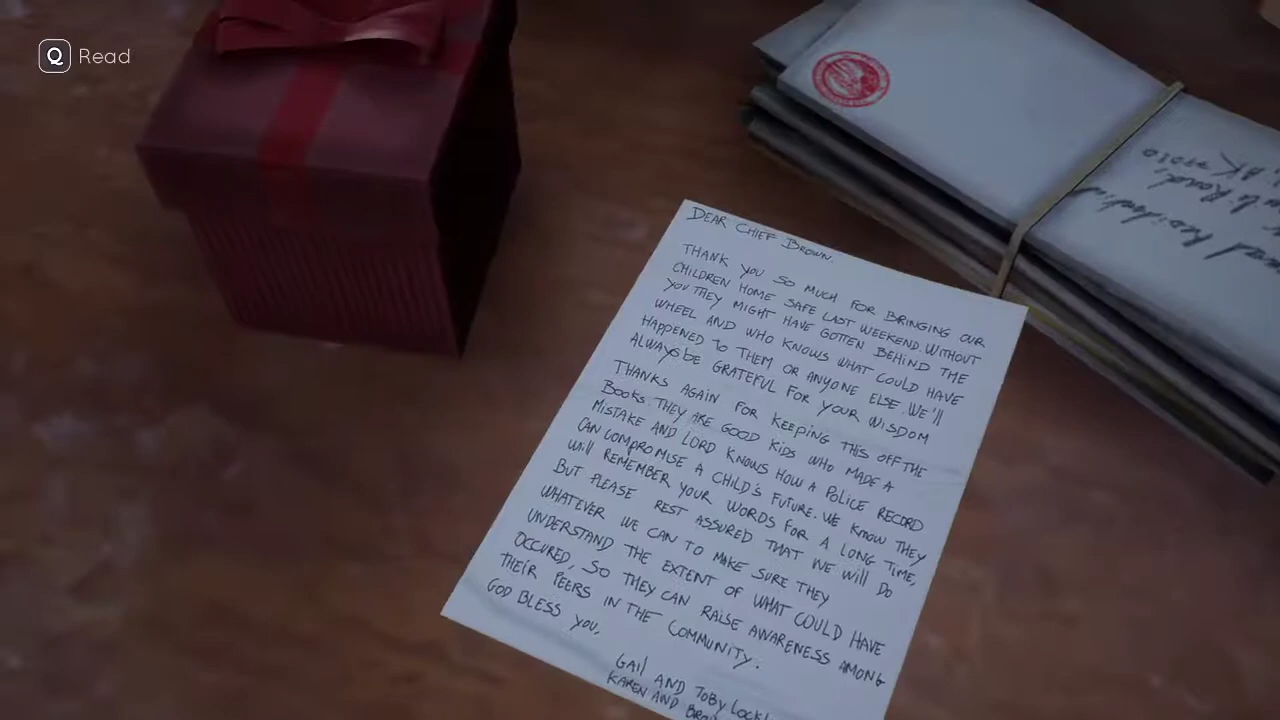 Q Read
DEAR CHIEF BROWN.
THANK YOU SO MUCH FOR BRINGING OUR
CHILDREN HOME SAFE LAST WEEKEND. WITHOUT
YOU THEY MIGHT HAVE GOTTEN BEHIND THE
WHEEL AND WHO KNOWS WHAT COULD HAVE
HAPPENED TO THEM OR ANYONE ELSE. WE'll
ALWAYS bE GRATEFUL FOR YOUR WISDOM
THANKS AGAIN FOR KEEPING THIS OFF THE
Books. THEY ARE GOOD KIDS WHO MADE A
MISTAKE AND LORD KNOWS HOW A POLICE RECORD
CAN COMPROMISE A CHILD'S FUTURE. WE KNOW THEY
Will REMEMBER YOUR WORDS FOR A LONG TIME,
BUT PLEASE REST ASSURED THAT WE Will DO
WHATEVER WE CAN TO MAKE SURE THEY
UNDERSTAND THE EXTENT OF WHAT COULD HAVE
OCCURED, SO THEY CAN RAISE AWARENESS AMONG
THEIR PEERS IN THE COMMUNITY.
GOD BLESS YOU,
GAil AND TOBY
KAREN AND
Road,
AK